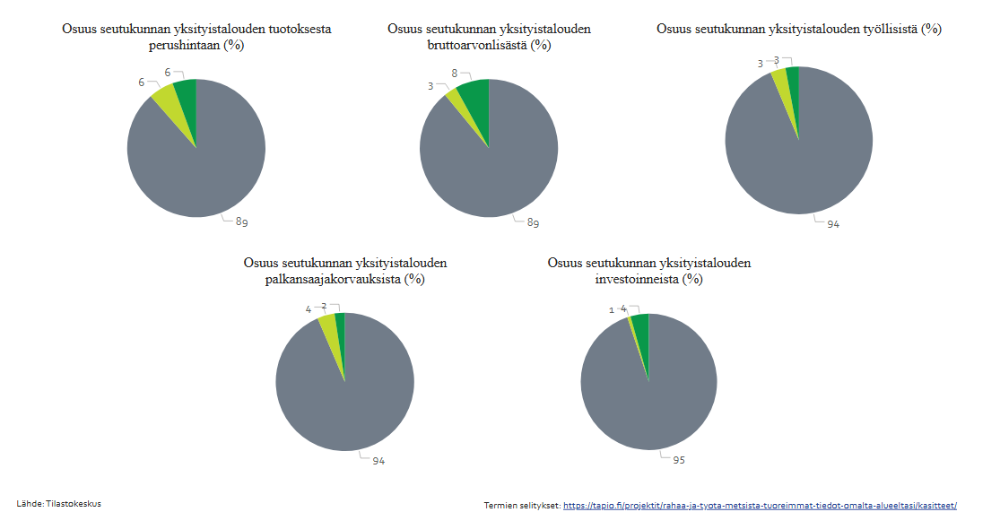 Osuus seutukunnan yksityistalouden tuotoksesta
perushintaan (%)
6
6
89
Osuus seutukunnan yksityistalouden
bruttoarvonlisästä (%)
8
3
89
Osuus seutukunnan yksityistalouden työllisistä (%)
3
3
94
Osuus seutukunnan yksityistalouden
palkansaajakorvauksista (%)
4
2
94
Osuus seutukunnan yksityistalouden
investoinneista (%)
1
4
95
Lähde: Tilastokeskus
Termien selitykset: https://tapio.fi/projektit/rahaa-ja-tyota-metsista-tuoreimmat-tiedot-omalta-alueeltasi/kasitteet/